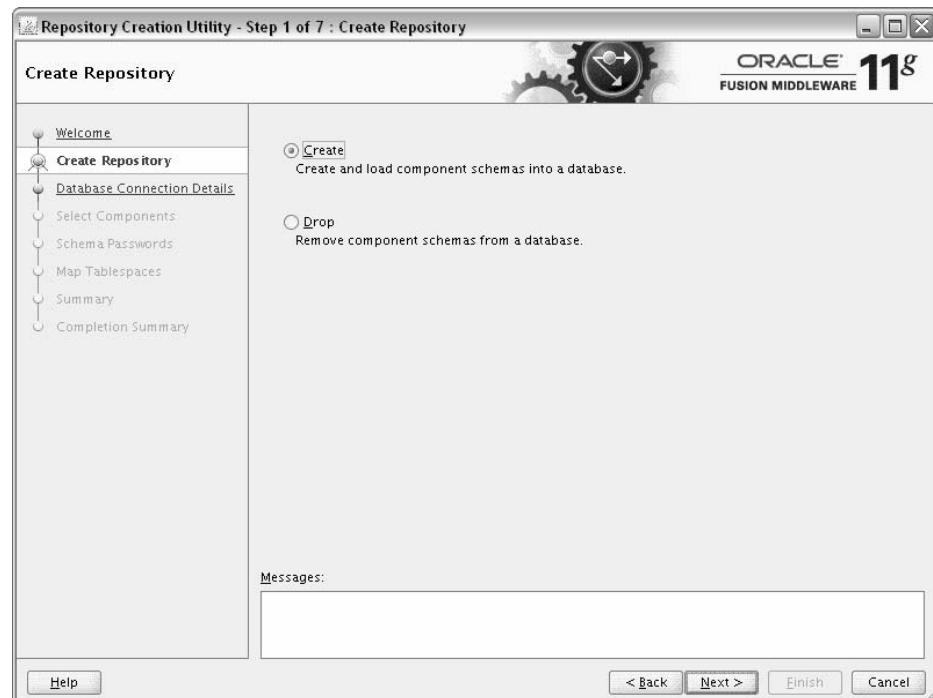 Repository Creation Utility - Step 1 of 7 : Create Repository
Create Repository
ORACLE
FUSION MIDDLEWARE
11g
Welcome
Create Repository
Database Connection Details
Select Components
Schema Passwords
Map Tablespaces
Summary
Completion Summary
Create
Create and load component schemas into a database.
Drop
Remove component schemas from a database.
Messages:
Help
< Back
Next >
Finish
Cancel